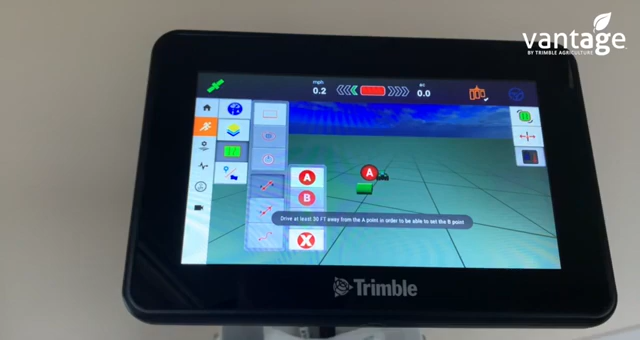 vantage
BY TRIMBLE AGRICULTURE
mph
0.2
ac
0.0
A
B
A
Drive at least 30 FT away from the A point in order to be able to set the B point
X
Trimble